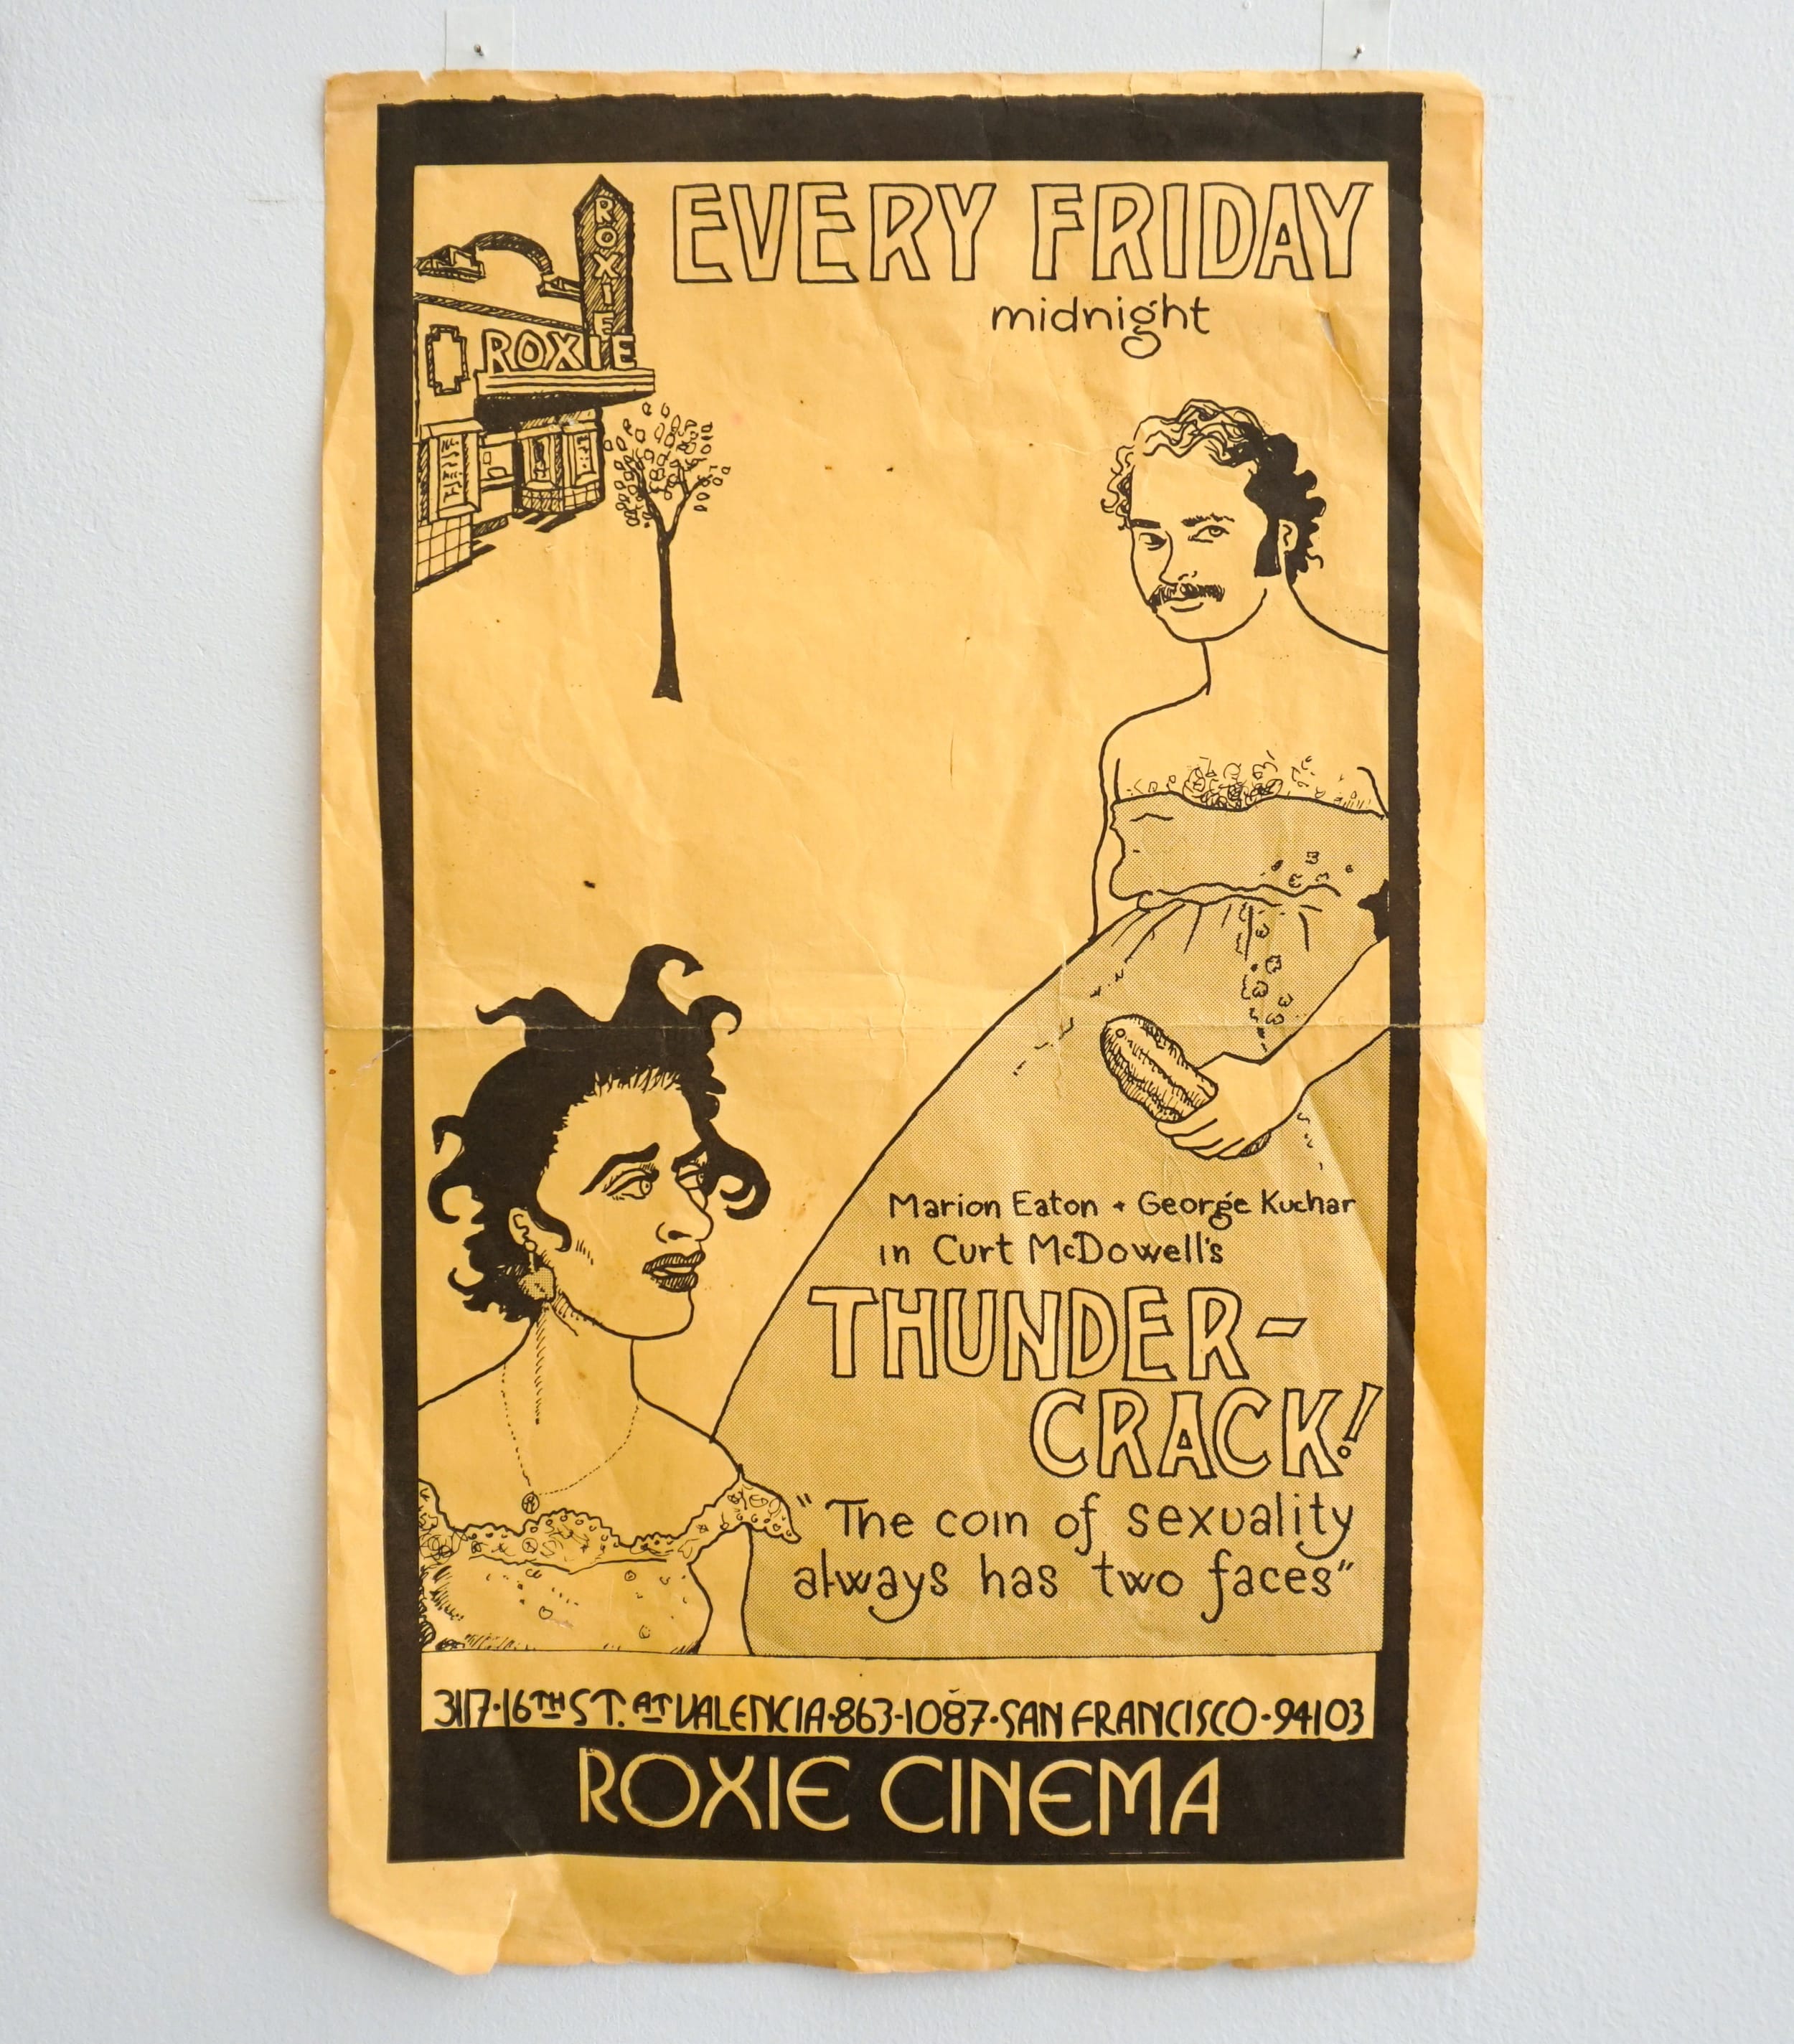 EVERY FRIDAY
midnight
ROXIE
ROXIE
Marion Eaton + George Kuchar
in Curt McDowell's
THUNDER-
CRACK!
"The coin of sexuality
always has two faces"
3117·16TH ST. AT VALENCIA·863-1087·SAN FRANCISCO·94103
ROXIE CINEMA